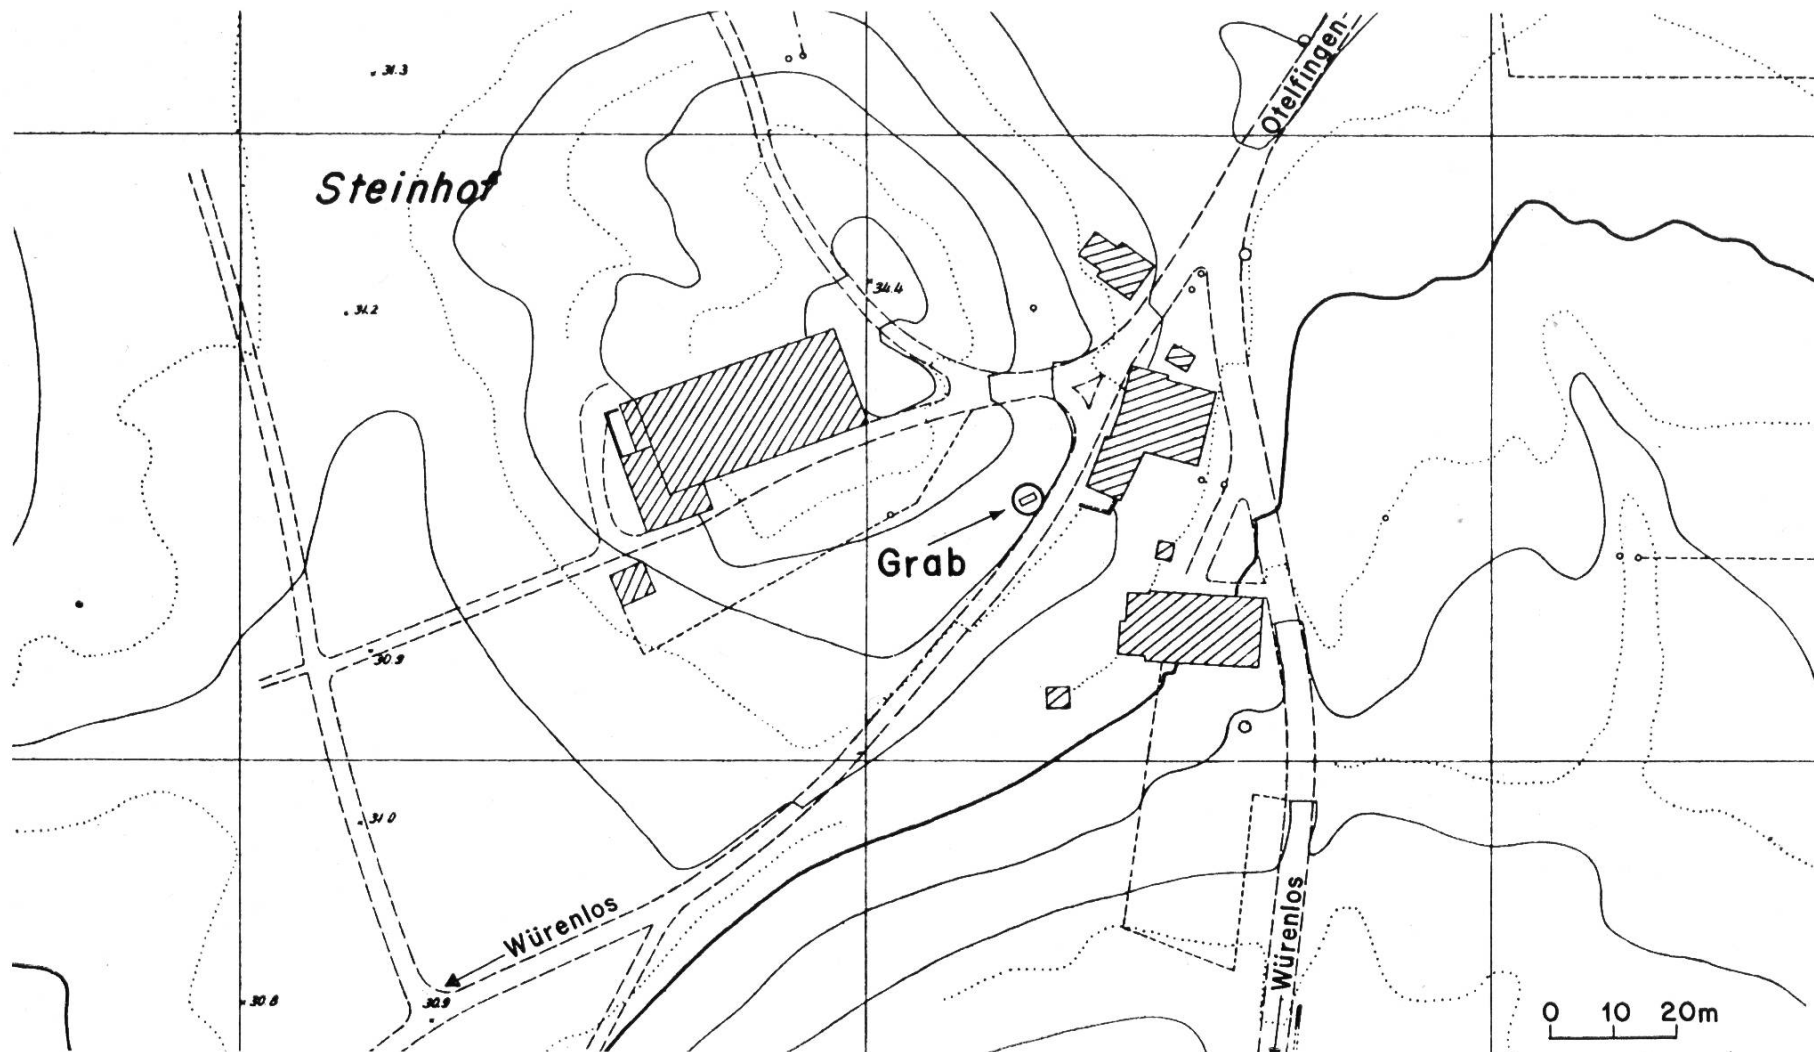 Otelfingen
31.3
Steinhof
34.4
31.2
Grab
30.9
31.0
Würenlos
Würenlos
30.8
30.9
0 10 20m